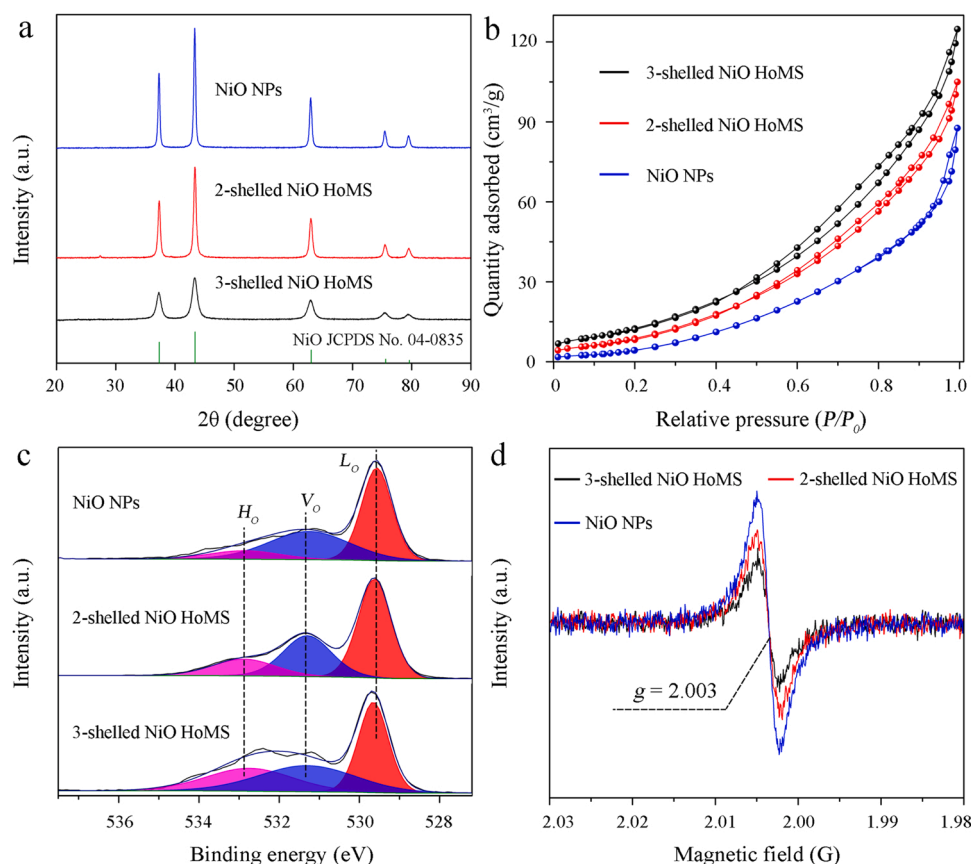 a
NiO NPs
2-shelled NiO HoMS
3-shelled NiO HoMS
NiO JCPDS No. 04-0835
Intensity (a.u.)
20 30 40 50 60 70 80 90
2θ (degree)
b
3-shelled NiO HoMS
2-shelled NiO HoMS
NiO NPs
Quantity adsorbed (cm³/g)
120
90
60
30
0
0.0 0.2 0.4 0.6 0.8 1.0
Relative pressure (P/P₀)
c
NiO NPs
H_O
V_O
L_O
2-shelled NiO HoMS
3-shelled NiO HoMS
Intensity (a.u.)
536 534 532 530 528
Binding energy (eV)
d
3-shelled NiO HoMS
2-shelled NiO HoMS
NiO NPs
g = 2.003
Intensity (a.u.)
2.03 2.02 2.05 2.00 1.99 1.98
Magnetic field (G)